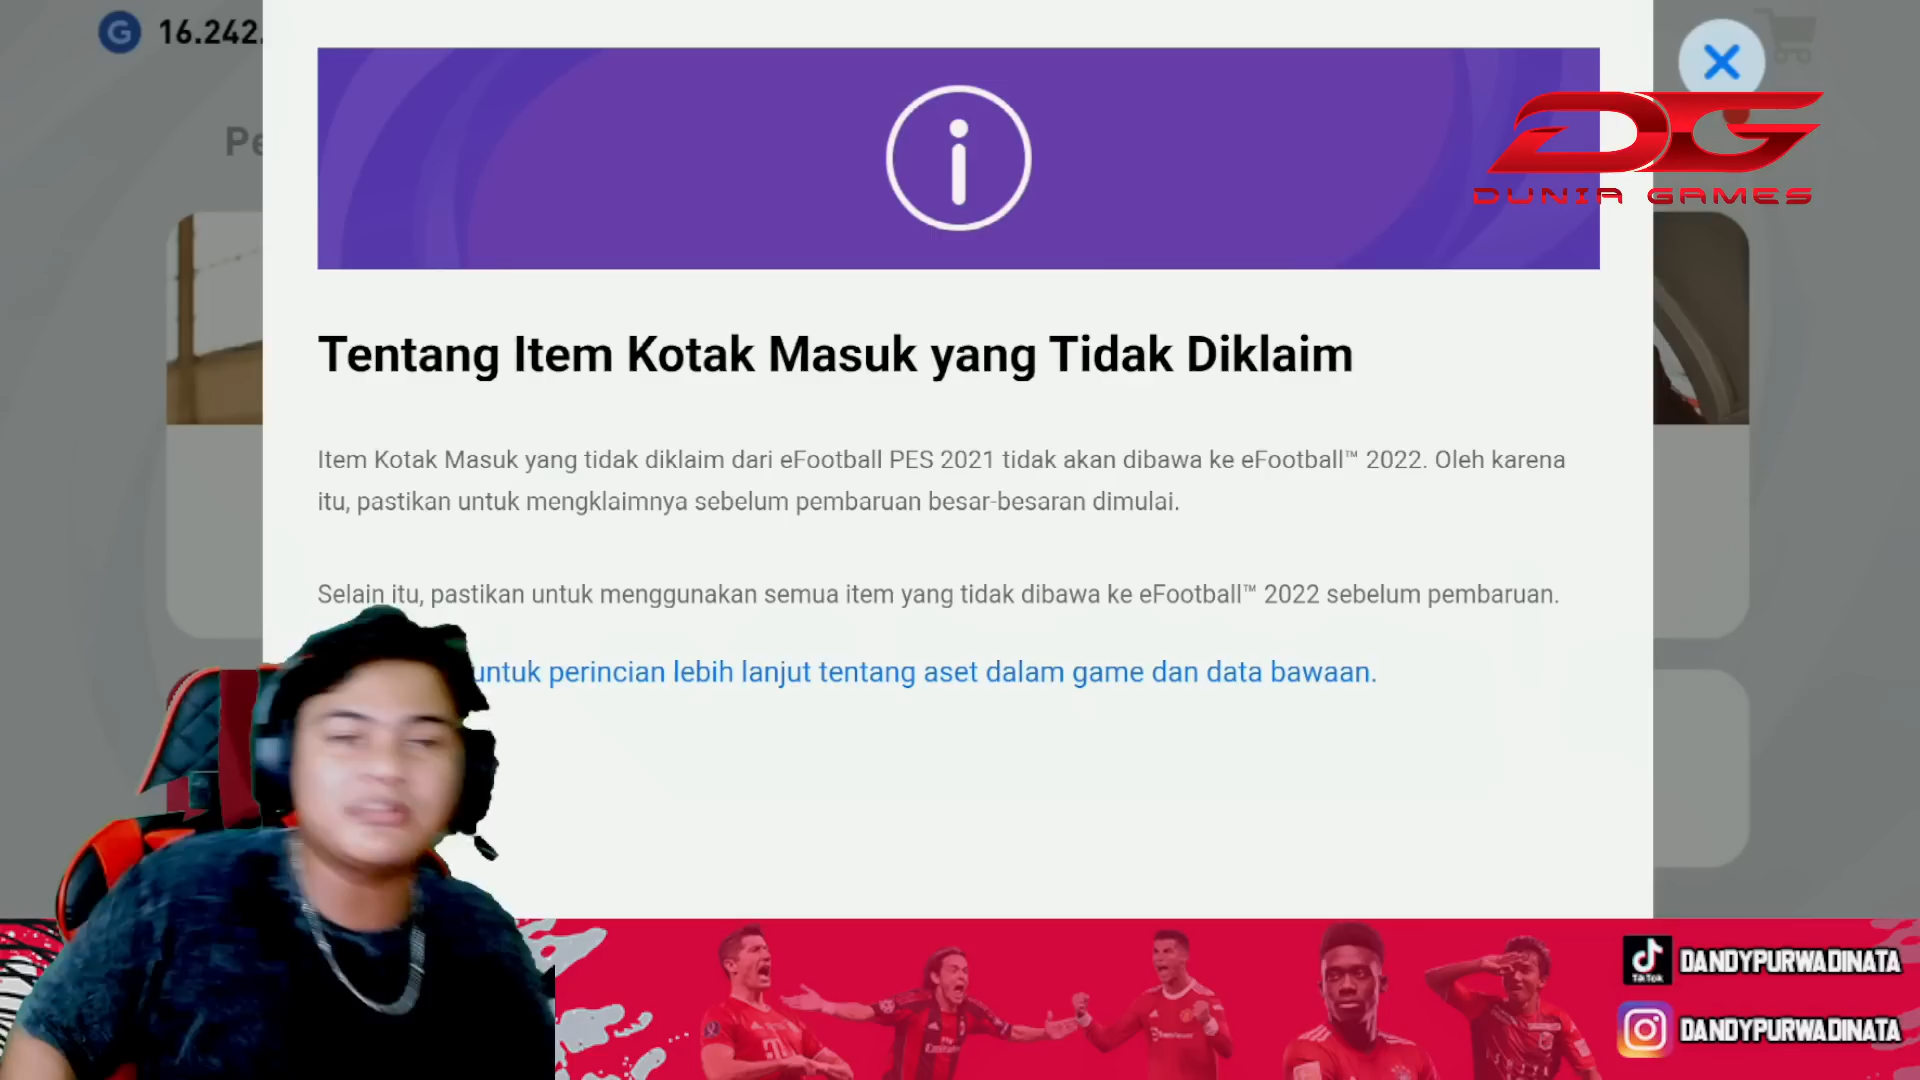 16.242.
Pe
DG
DUNIA GAMES
Tentang Item Kotak Masuk yang Tidak Diklaim
Item Kotak Masuk yang tidak diklaim dari eFootball PES 2021 tidak akan dibawa ke eFootball™ 2022. Oleh karena
itu, pastikan untuk mengklaimnya sebelum pembaruan besar-besaran dimulai.
Selain itu, pastikan untuk menggunakan semua item yang tidak dibawa ke eFootball™ 2022 sebelum pembaruan.
untuk perincian lebih lanjut tentang aset dalam game dan data bawaan.
TikTok
DANDYPURWADINATA
DANDYPURWADINATA